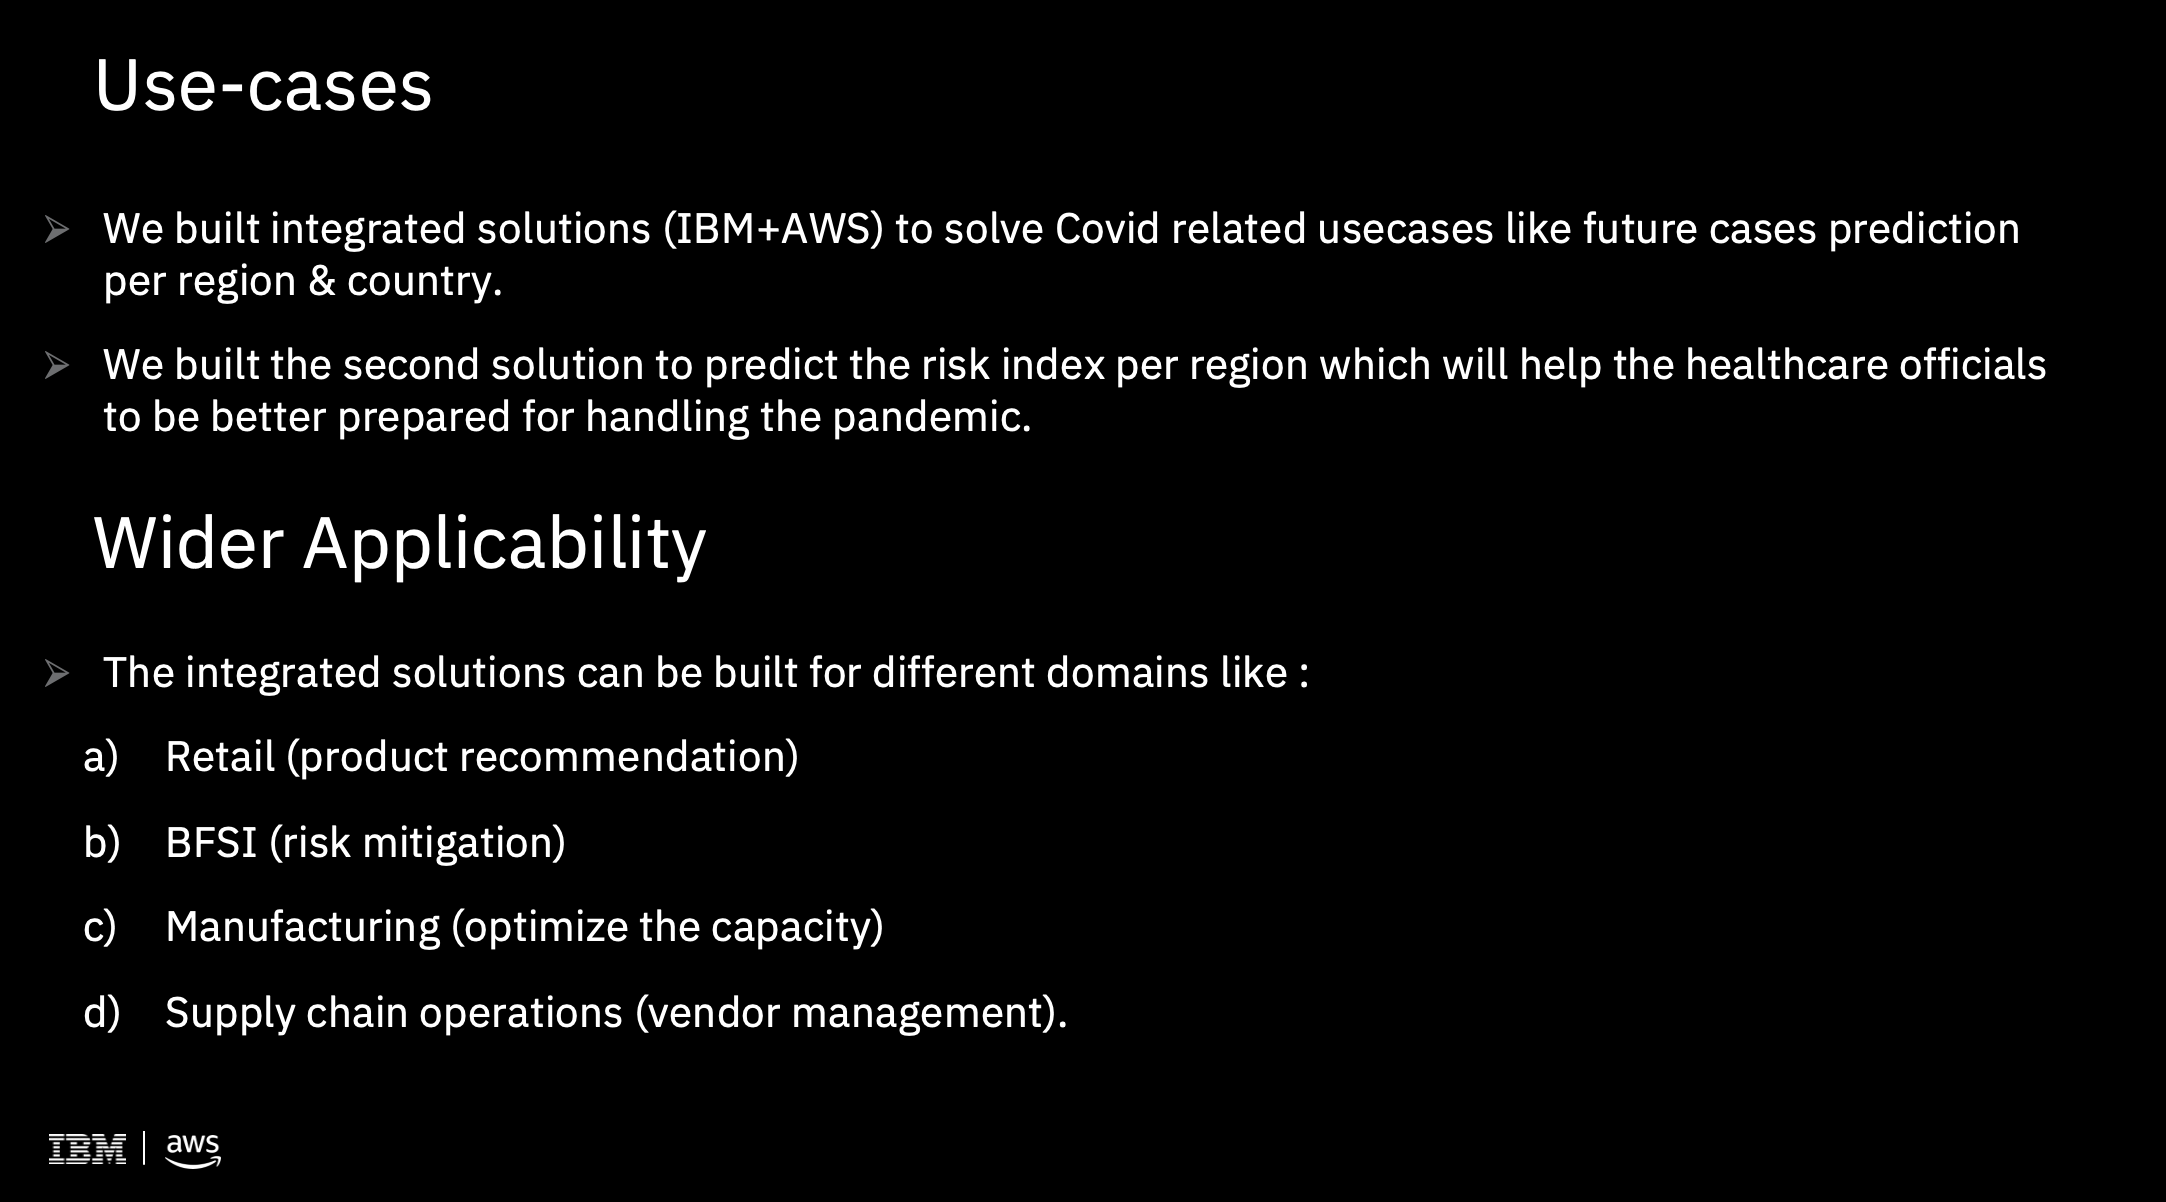 Use-cases
We built integrated solutions (IBM+AWS) to solve Covid related usecases like future cases prediction
per region & country.
We built the second solution to predict the risk index per region which will help the healthcare officials
to be better prepared for handling the pandemic.
Wider Applicability
The integrated solutions can be built for different domains like :
a) Retail (product recommendation)
b) BFSI (risk mitigation)
c) Manufacturing (optimize the capacity)
d) Supply chain operations (vendor management).
IBM | aws